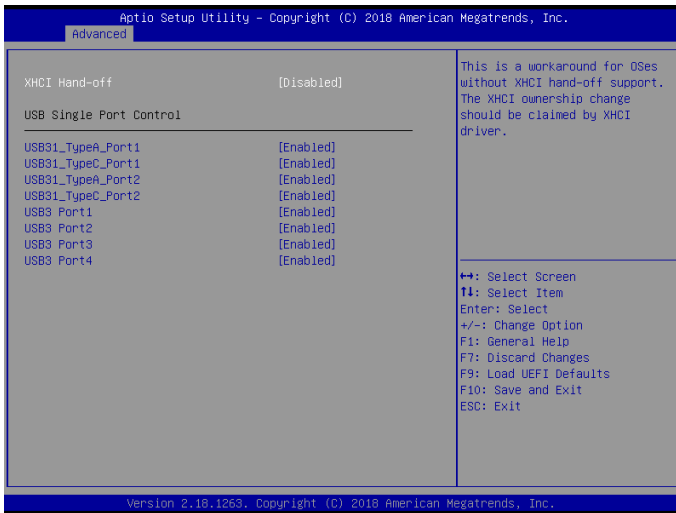 Aptio Setup Utility – Copyright (C) 2018 American Megatrends, Inc.
Advanced
XHCI Hand-off [Disabled]
USB Single Port Control
USB31_TypeA_Port1 [Enabled]
USB31_TypeC_Port1 [Enabled]
USB31_TypeA_Port2 [Enabled]
USB31_TypeC_Port2 [Enabled]
USB3 Port1 [Enabled]
USB3 Port2 [Enabled]
USB3 Port3 [Enabled]
USB3 Port4 [Enabled]
This is a workaround for OSes
without XHCI hand-off support.
The XHCI ownership change
should be claimed by XHCI
driver.
↔: Select Screen
↑↓: Select Item
Enter: Select
+/-: Change Option
F1: General Help
F7: Discard Changes
F9: Load UEFI Defaults
F10: Save and Exit
ESC: Exit
Version 2.18.1263. Copyright (C) 2018 American Megatrends, Inc.